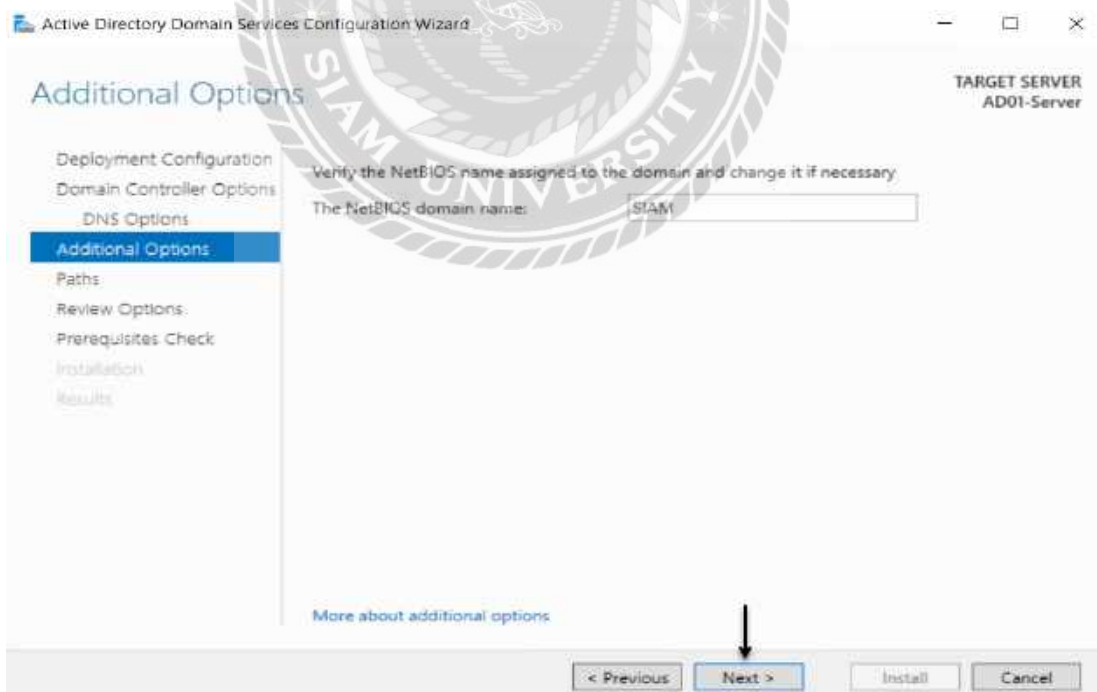 Active Directory Domain Services Configuration Wizard
SIAM UNIVERSITY
Additional Options
TARGET SERVER
AD01-Server
Deployment Configuration
Domain Controller Options
DNS Options
Additional Options
Paths
Review Options
Prerequisites Check
Installation
Results
Verify the NetBIOS name assigned to the domain and change it if necessary
The NetBIOS domain name: SIAM
More about additional options
< Previous Next > Install Cancel